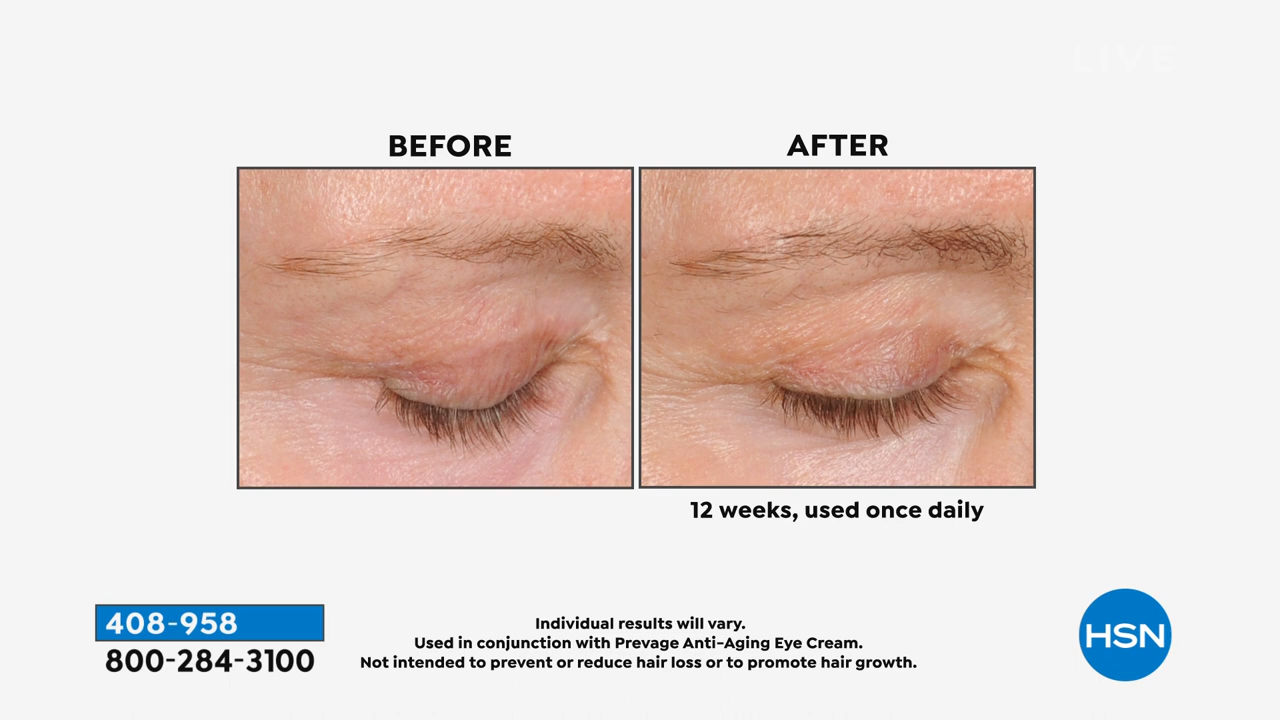 LIVE
BEFORE
AFTER
12 weeks, used once daily
408-958
800-284-3100
Individual results will vary.
Used in conjunction with Prevage Anti-Aging Eye Cream.
Not intended to prevent or reduce hair loss or to promote hair growth.
HSN